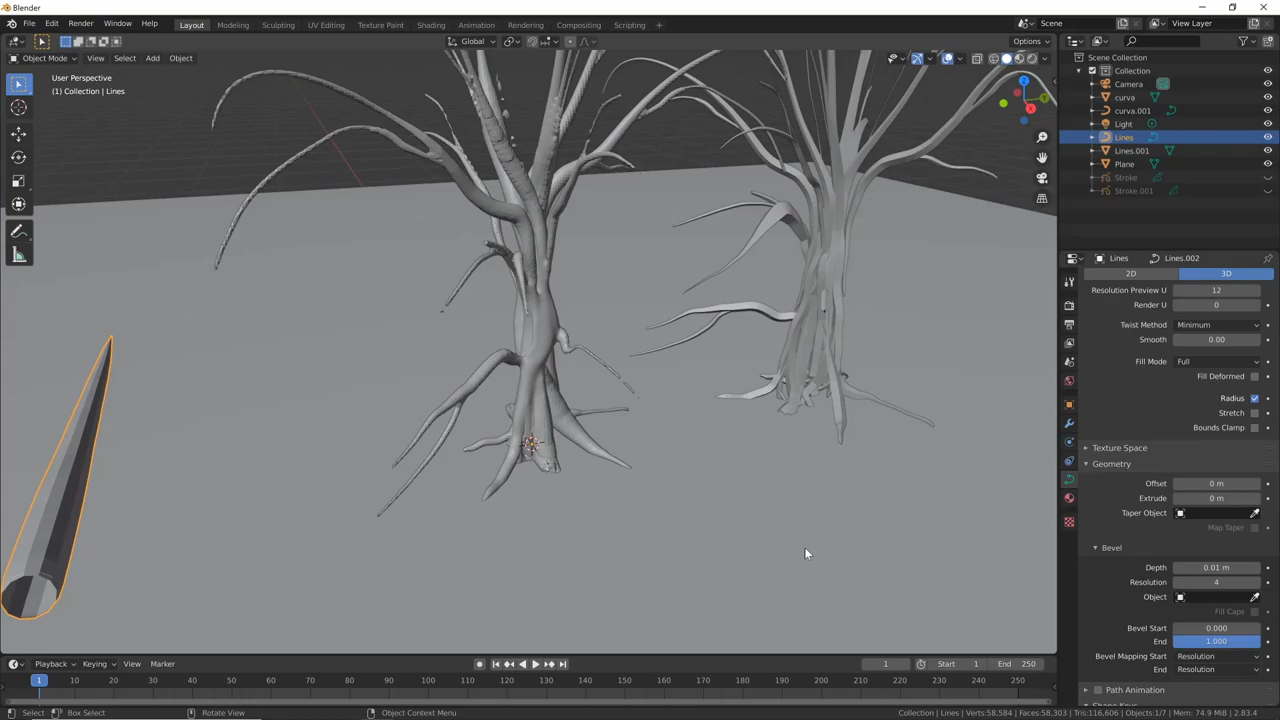 Blender
File Edit Render Window Help Layout Modeling Sculpting UV Editing Texture Paint Shading Animation Rendering Compositing Scripting + Scene View Layer
Global Options
Object Mode View Select Add Object
User Perspective
(1) Collection | Lines
Z
Y
X
Scene Collection
Collection
Camera
curva
curva.001
Light
Lines
Lines.001
Plane
Stroke
Stroke.001
Lines Lines.002
2D 3D
Resolution Preview U 12
Render U 0
Twist Method Minimum
Smooth 0.00
Fill Mode Full
Fill Deformed
Radius
Stretch
Bounds Clamp
Texture Space
Geometry
Offset 0 m
Extrude 0 m
Taper Object
Map Taper
Bevel
Depth 0.01 m
Resolution 4
Object
Fill Caps
Bevel Start 0.000
End 1.000
Bevel Mapping Start Resolution
End Resolution
Path Animation
Shape Keys
Playback Keying View Marker 1 Start 1 End 250
1 10 20 30 40 50 60 70 80 90 100 110 120 130 140 150 160 170 180 190 200 210 220 230 240 250
Select Box Select Rotate View Object Context Menu Collection | Lines | Verts:58,584 | Faces:58,303 | Tris:116,606 | Objects:1/7 | Mem: 74.9 MiB | 2.83.4